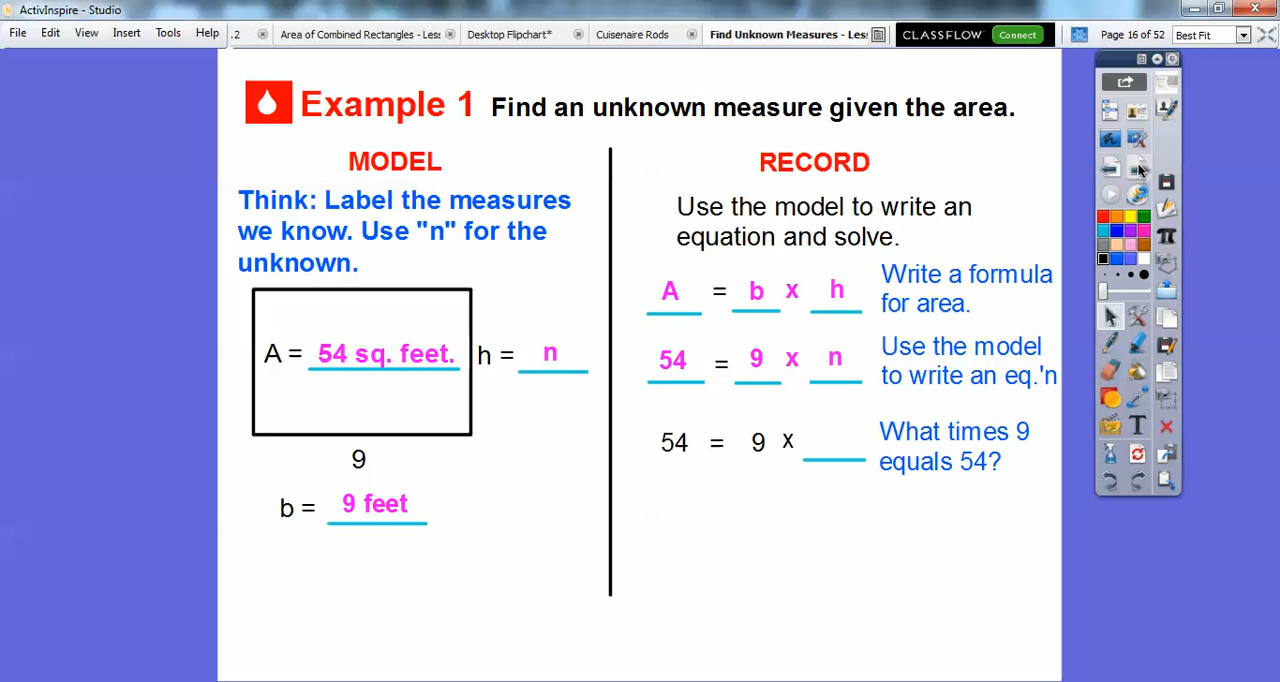 ActivInspire - Studio
File Edit View Insert Tools Help
.2 Area of Combined Rectangles - Less Desktop Flipchart* Cuisenaire Rods Find Unknown Measures - Less CLASSFLOW Connect Page 16 of 52 Best Fit
Example 1 Find an unknown measure given the area.
MODEL
Think: Label the measures
we know. Use "n" for the
unknown.
A = 54 sq. feet. h = n
9
b = 9 feet
RECORD
Use the model to write an
equation and solve.
A = b x h
Write a formula
for area.
54 = 9 x n
Use the model
to write an eq.'n
54 = 9 x
What times 9
equals 54?